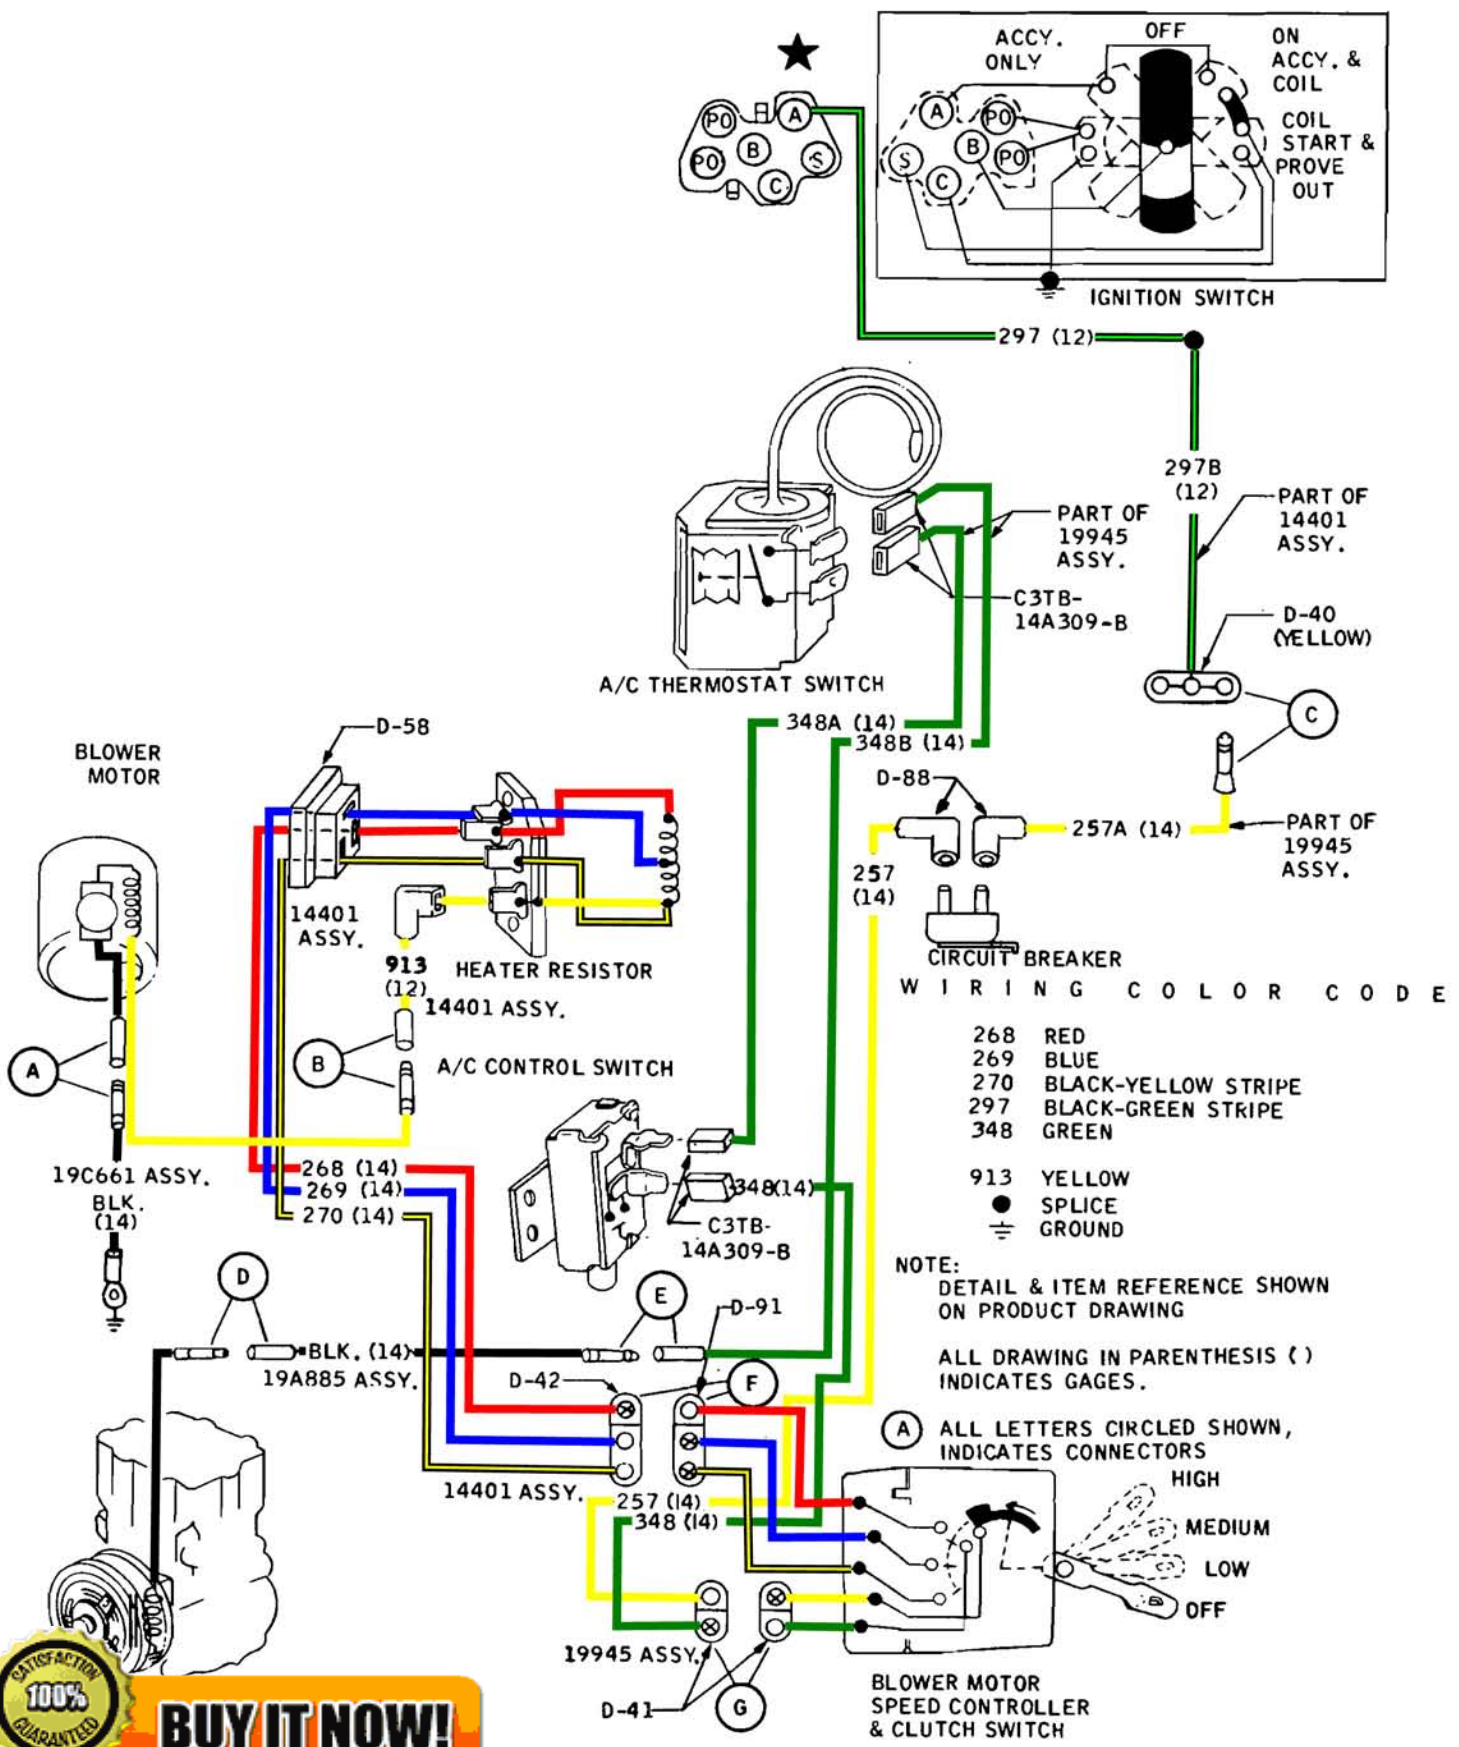 ACCY.
ONLY
OFF
ON
ACCY. &
COIL
COIL
START &
PROVE
OUT
PO
A
B
PO
S
C
A
PO
B
PO
S
C
IGNITION SWITCH
297 (12)
297B
(12)
PART OF
14401
ASSY.
PART OF
19945
ASSY.
C3TB-
14A309-B
D-40
(YELLOW)
C
A/C THERMOSTAT SWITCH
348A (14)
348B (14)
D-88
257A (14)
PART OF
19945
ASSY.
257
(14)
CIRCUIT BREAKER
D-58
BLOWER
MOTOR
14401
ASSY.
913
(12)
HEATER RESISTOR
14401 ASSY.
A
B
A/C CONTROL SWITCH
WIRING COLOR CODE
268 RED
269 BLUE
270 BLACK-YELLOW STRIPE
297 BLACK-GREEN STRIPE
348 GREEN
913 YELLOW
SPLICE
GROUND
19C661 ASSY.
BLK.
(14)
268 (14)
269 (14)
270 (14)
348(14)
C3TB-
14A309-B
NOTE:
DETAIL & ITEM REFERENCE SHOWN
ON PRODUCT DRAWING
ALL DRAWING IN PARENTHESIS ( )
INDICATES GAGES.
A ALL LETTERS CIRCLED SHOWN,
INDICATES CONNECTORS
D
E
D-91
BLK. (14)
19A885 ASSY.
D-42
F
14401 ASSY.
257 (14)
348 (14)
HIGH
MEDIUM
LOW
OFF
19945 ASSY.
D-41
G
BLOWER MOTOR
SPEED CONTROLLER
& CLUTCH SWITCH
SATISFACTION
100%
GUARANTEED
BUY IT NOW!